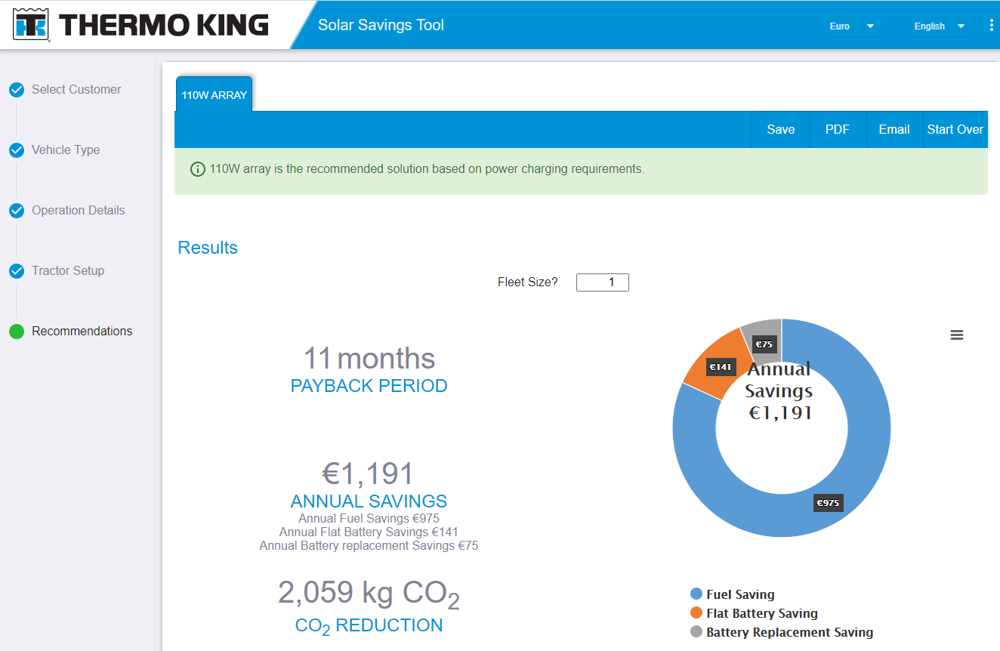 THERMO KING
Solar Savings Tool
Euro
English
Select Customer
Vehicle Type
Operation Details
Tractor Setup
Recommendations
110W ARRAY
Save
PDF
Email
Start Over
110W array is the recommended solution based on power charging requirements.
Results
Fleet Size?
1
11 months
PAYBACK PERIOD
€1,191
ANNUAL SAVINGS
Annual Fuel Savings €975
Annual Flat Battery Savings €141
Annual Battery replacement Savings €75
2,059 kg CO2
CO2 REDUCTION
€75
€141
Annual
Savings
€1,191
€975
Fuel Saving
Flat Battery Saving
Battery Replacement Saving